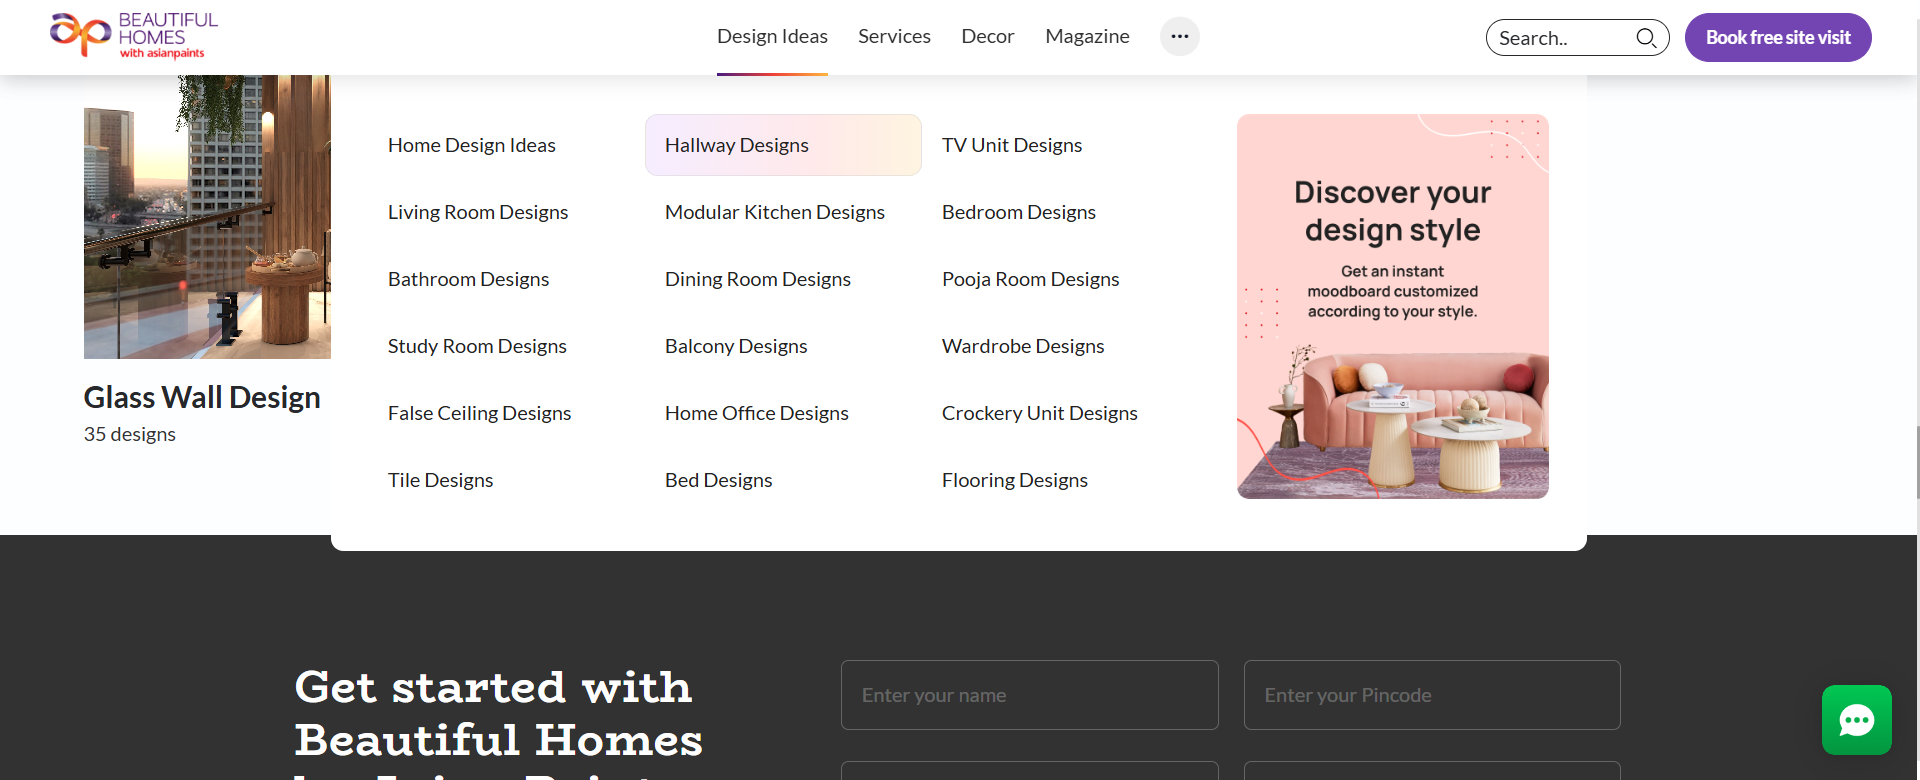 BEAUTIFUL
HOMES
with asianpaints
Design Ideas
Services
Decor
Magazine
Search..
Book free site visit
Home Design Ideas
Hallway Designs
TV Unit Designs
Living Room Designs
Modular Kitchen Designs
Bedroom Designs
Bathroom Designs
Dining Room Designs
Pooja Room Designs
Study Room Designs
Balcony Designs
Wardrobe Designs
False Ceiling Designs
Home Office Designs
Crockery Unit Designs
Tile Designs
Bed Designs
Flooring Designs
Discover your
design style
Get an instant
moodboard customized
according to your style.
Glass Wall Design
35 designs
Get started with
Beautiful Homes
Enter your name
Enter your Pincode